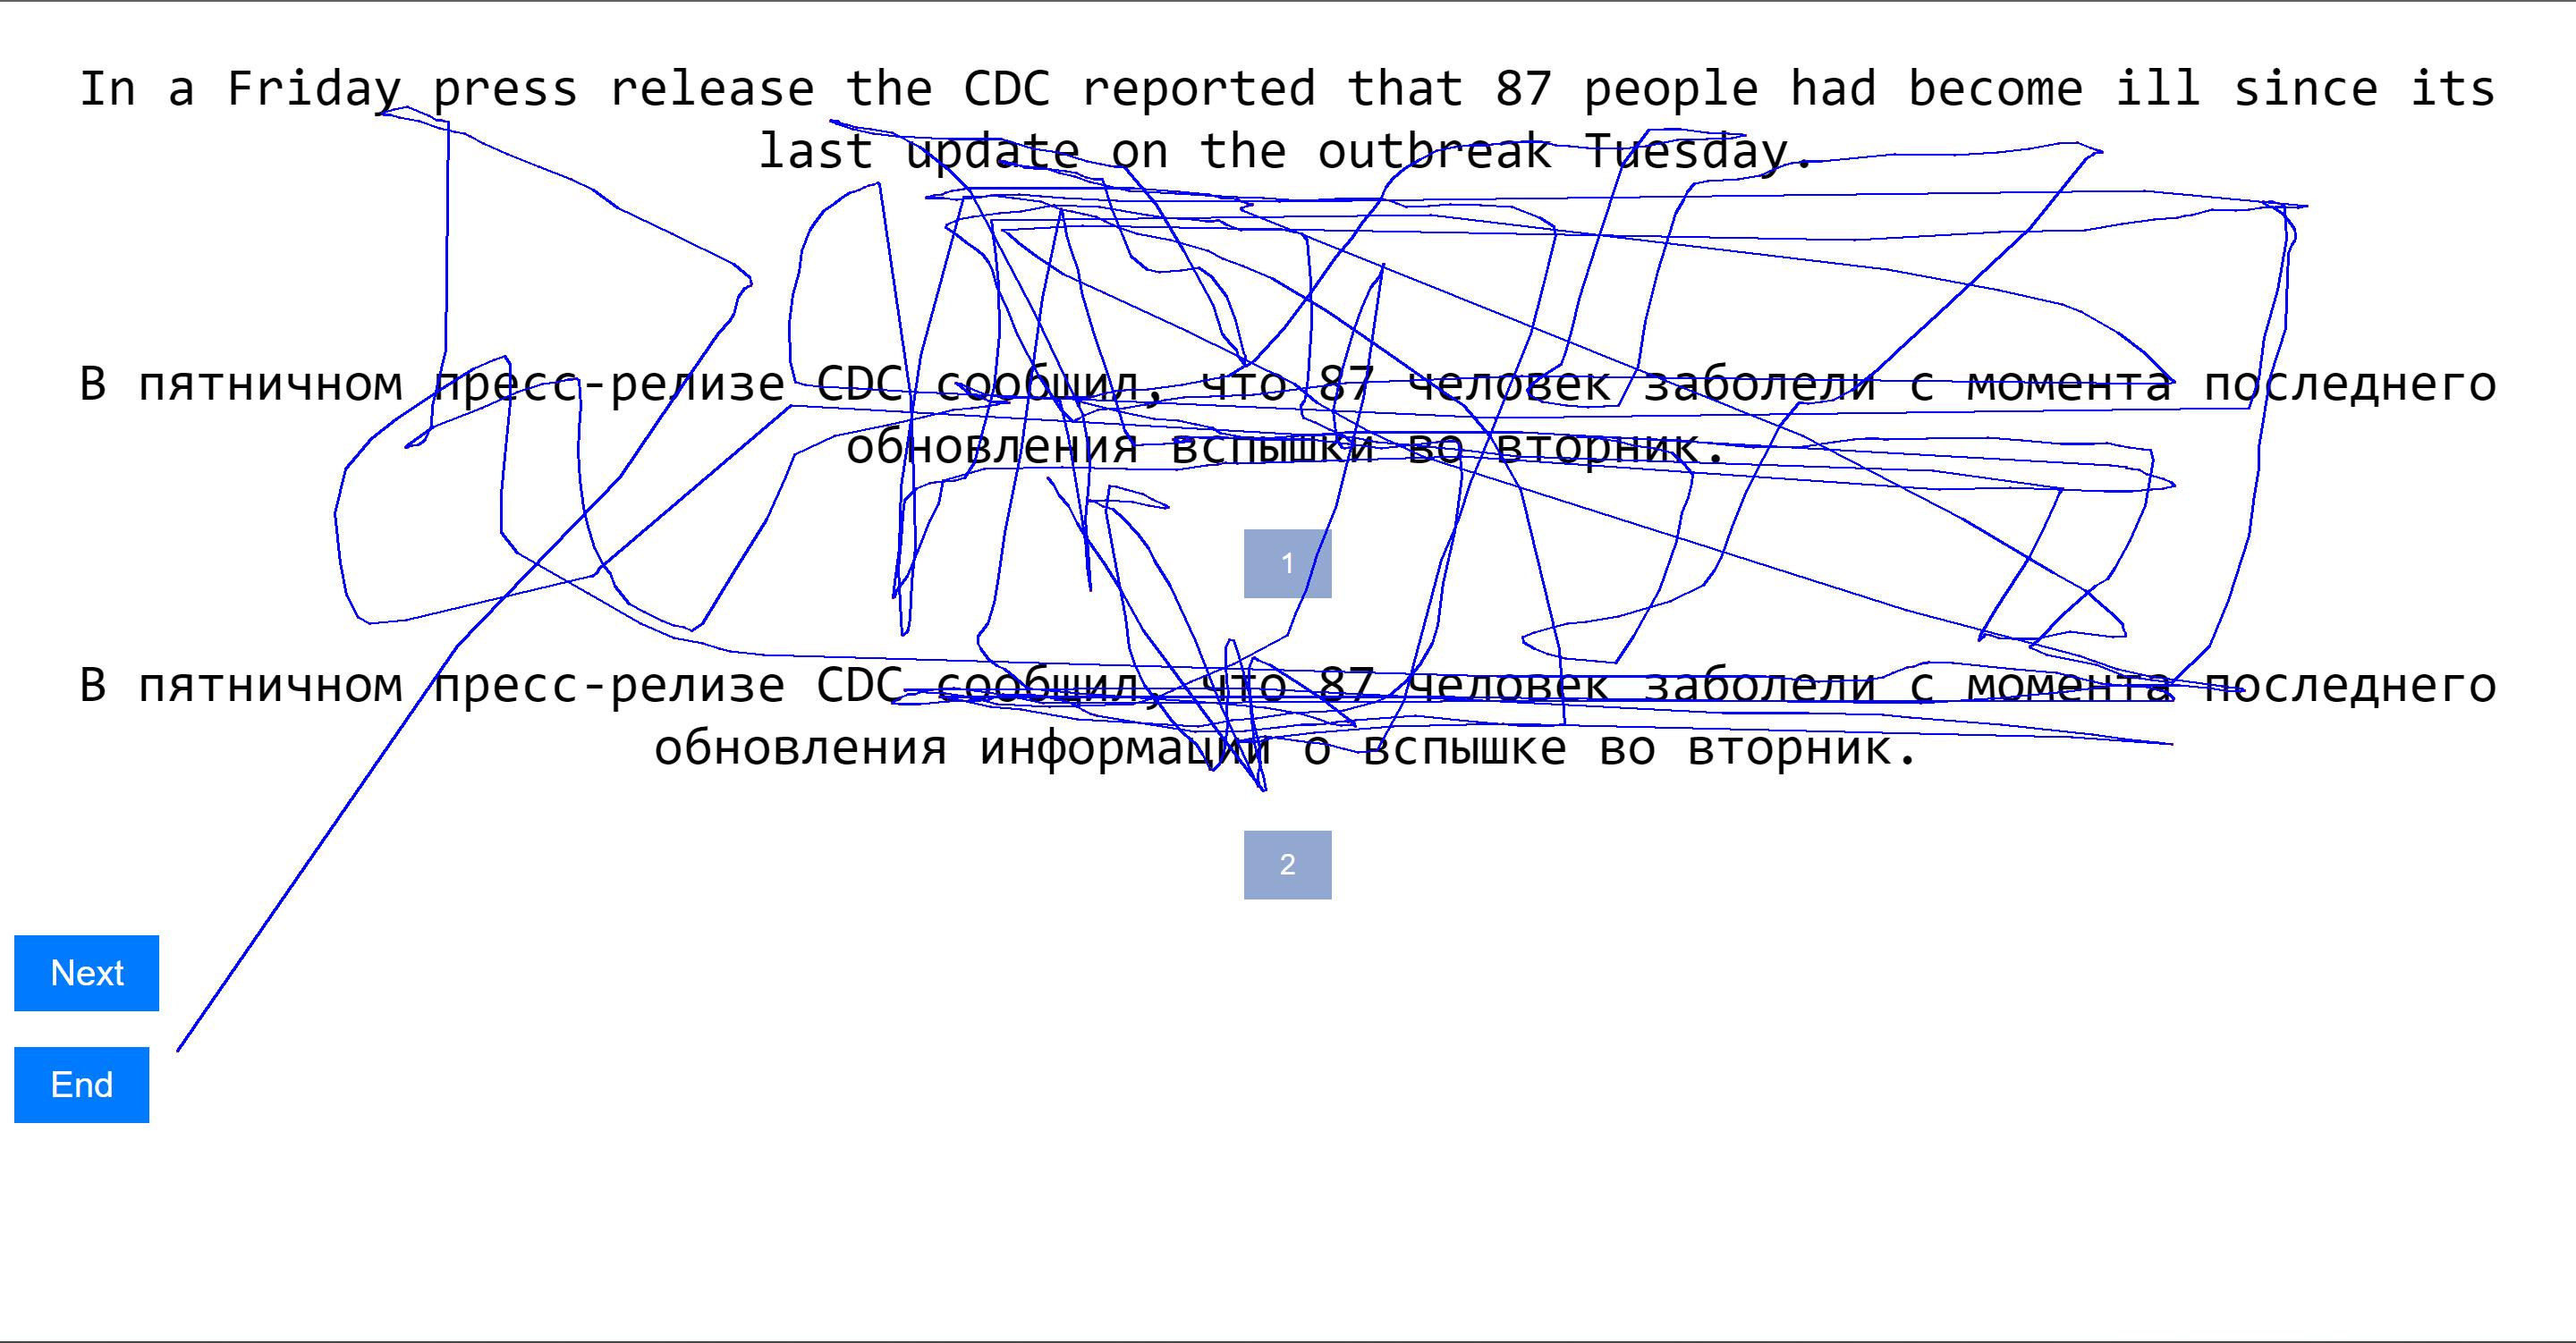 In a Friday press release the CDC reported that 87 people had become ill since its
last update on the outbreak Tuesday.
В пятничном пресс-релизе CDC сообщил, что 87 человек заболели с момента последнего
обновления вспышки во вторник.
1
В пятничном пресс-релизе CDC сообщил, что 87 человек заболели с момента последнего
обновления информации о вспышке во вторник.
2
Next
End